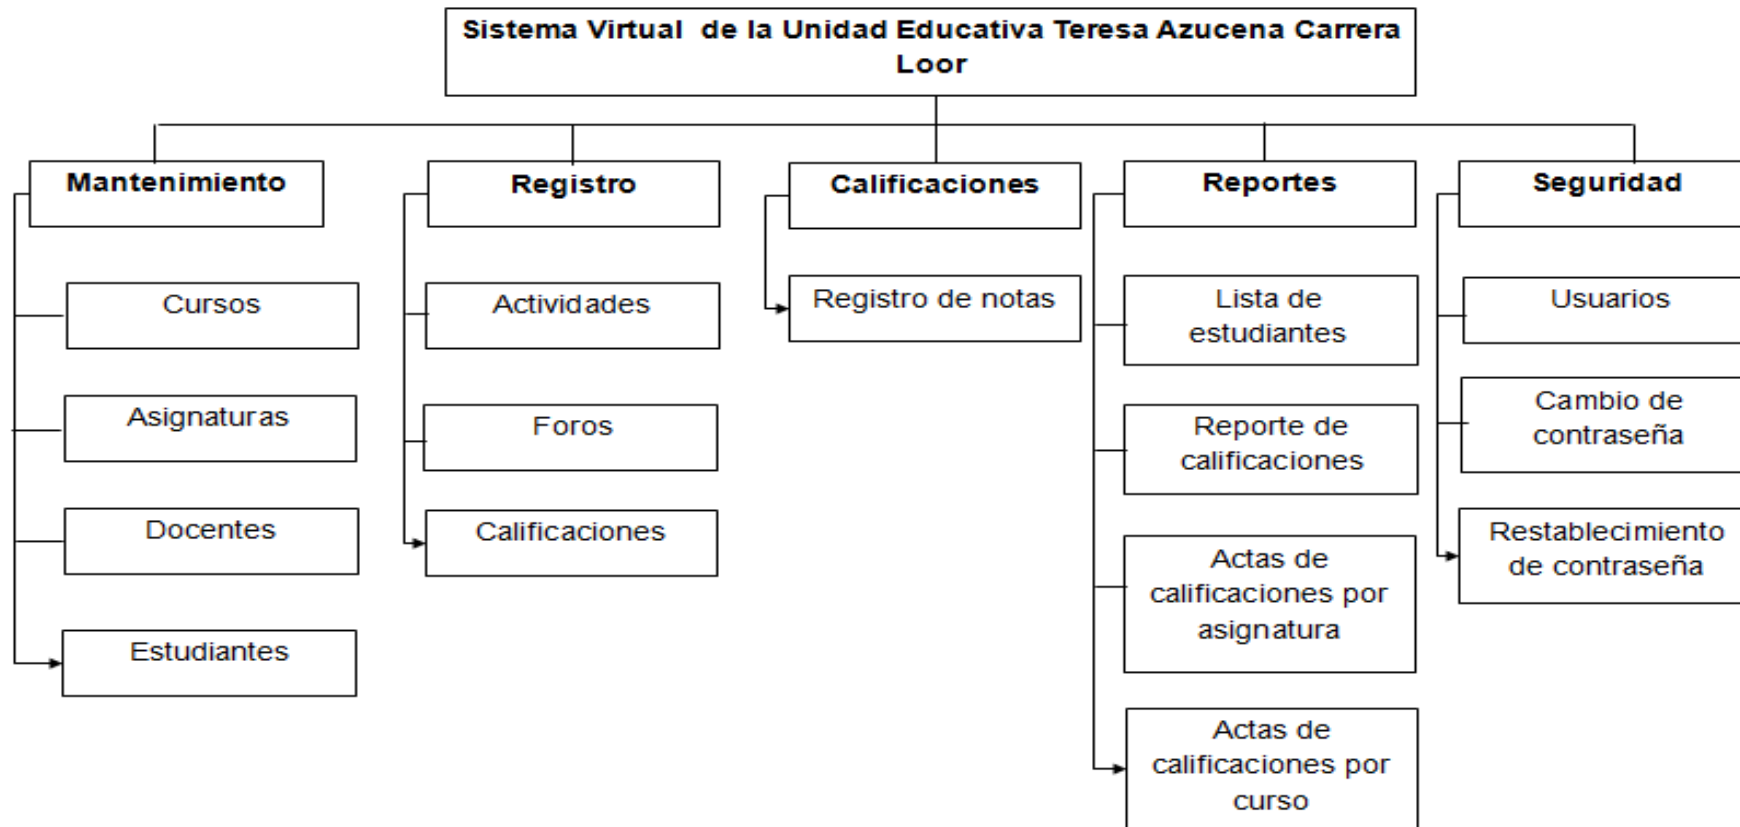 Sistema Virtual de la Unidad Educativa Teresa Azucena Carrera
Loor
Mantenimiento
Cursos
Asignaturas
Docentes
Estudiantes
Registro
Actividades
Foros
Calificaciones
Calificaciones
Registro de notas
Reportes
Lista de
estudiantes
Reporte de
calificaciones
Actas de
calificaciones por
asignatura
Actas de
calificaciones por
curso
Seguridad
Usuarios
Cambio de
contraseña
Restablecimiento
de contraseña